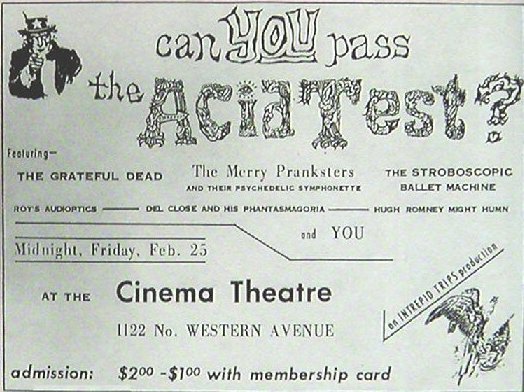 can YOU pass
the Acid Test?
Featuring—
THE GRATEFUL DEAD
The Merry Pranksters
AND THEIR PSYCHEDELIC SYMPHONETTE
THE STROBOSCOPIC
BALLET MACHINE
ROY'S AUDIOPTICS — DEL CLOSE AND HIS PHANTASMAGORIA — HUGH ROMNEY MIGHT HUMN
and YOU
Midnight, Friday, Feb. 25
AT THE Cinema Theatre
1122 No. WESTERN AVENUE
an INTREPID TRIPS production
admission: $2.00 - $1.00 with membership card